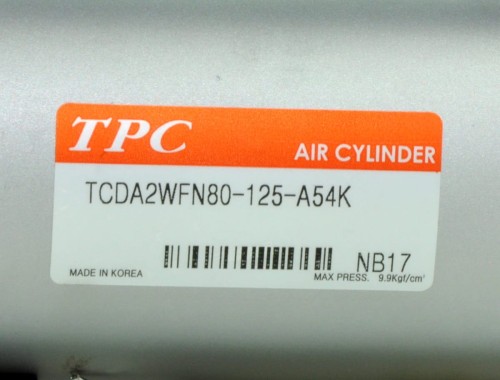 TPC
AIR CYLINDER
TCDA2WFN80-125-A54K
NB17
MADE IN KOREA
MAX PRESS. 9.9Kgf/cm²